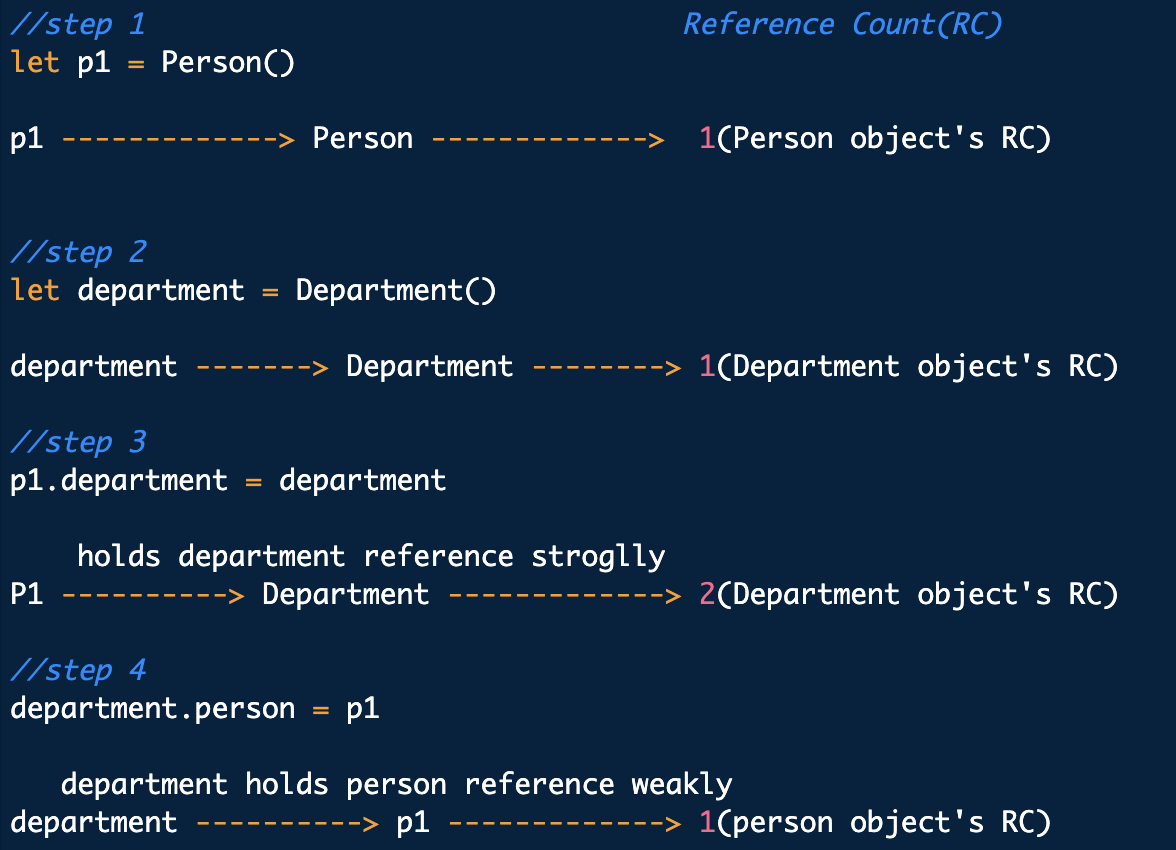 //step 1 Reference Count(RC)
let p1 = Person()
p1 -------------> Person -------------> 1(Person object's RC)
//step 2
let department = Department()
department -------> Department --------> 1(Department object's RC)
//step 3
p1.department = department
holds department reference stroglly
P1 ----------> Department -------------> 2(Department object's RC)
//step 4
department.person = p1
department holds person reference weakly
department ----------> p1 -------------> 1(person object's RC)